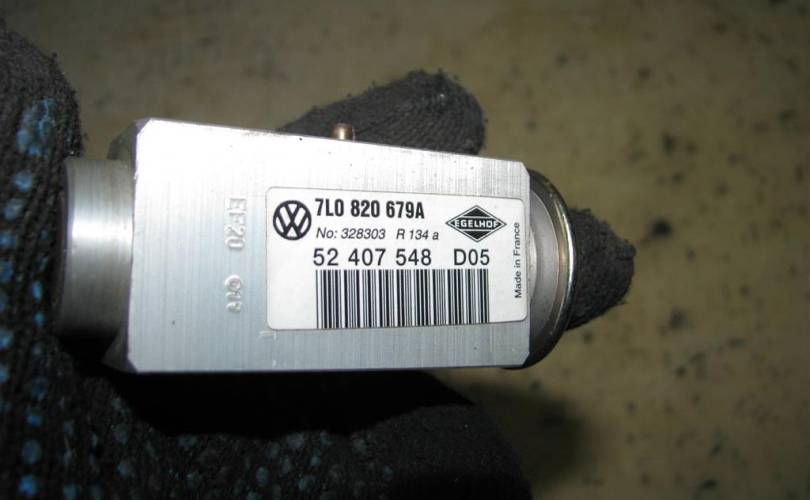 7L0 820 679A
EGELHOF
No: 328303 R 134 a
52 407 548 D05
Made in France
EF20